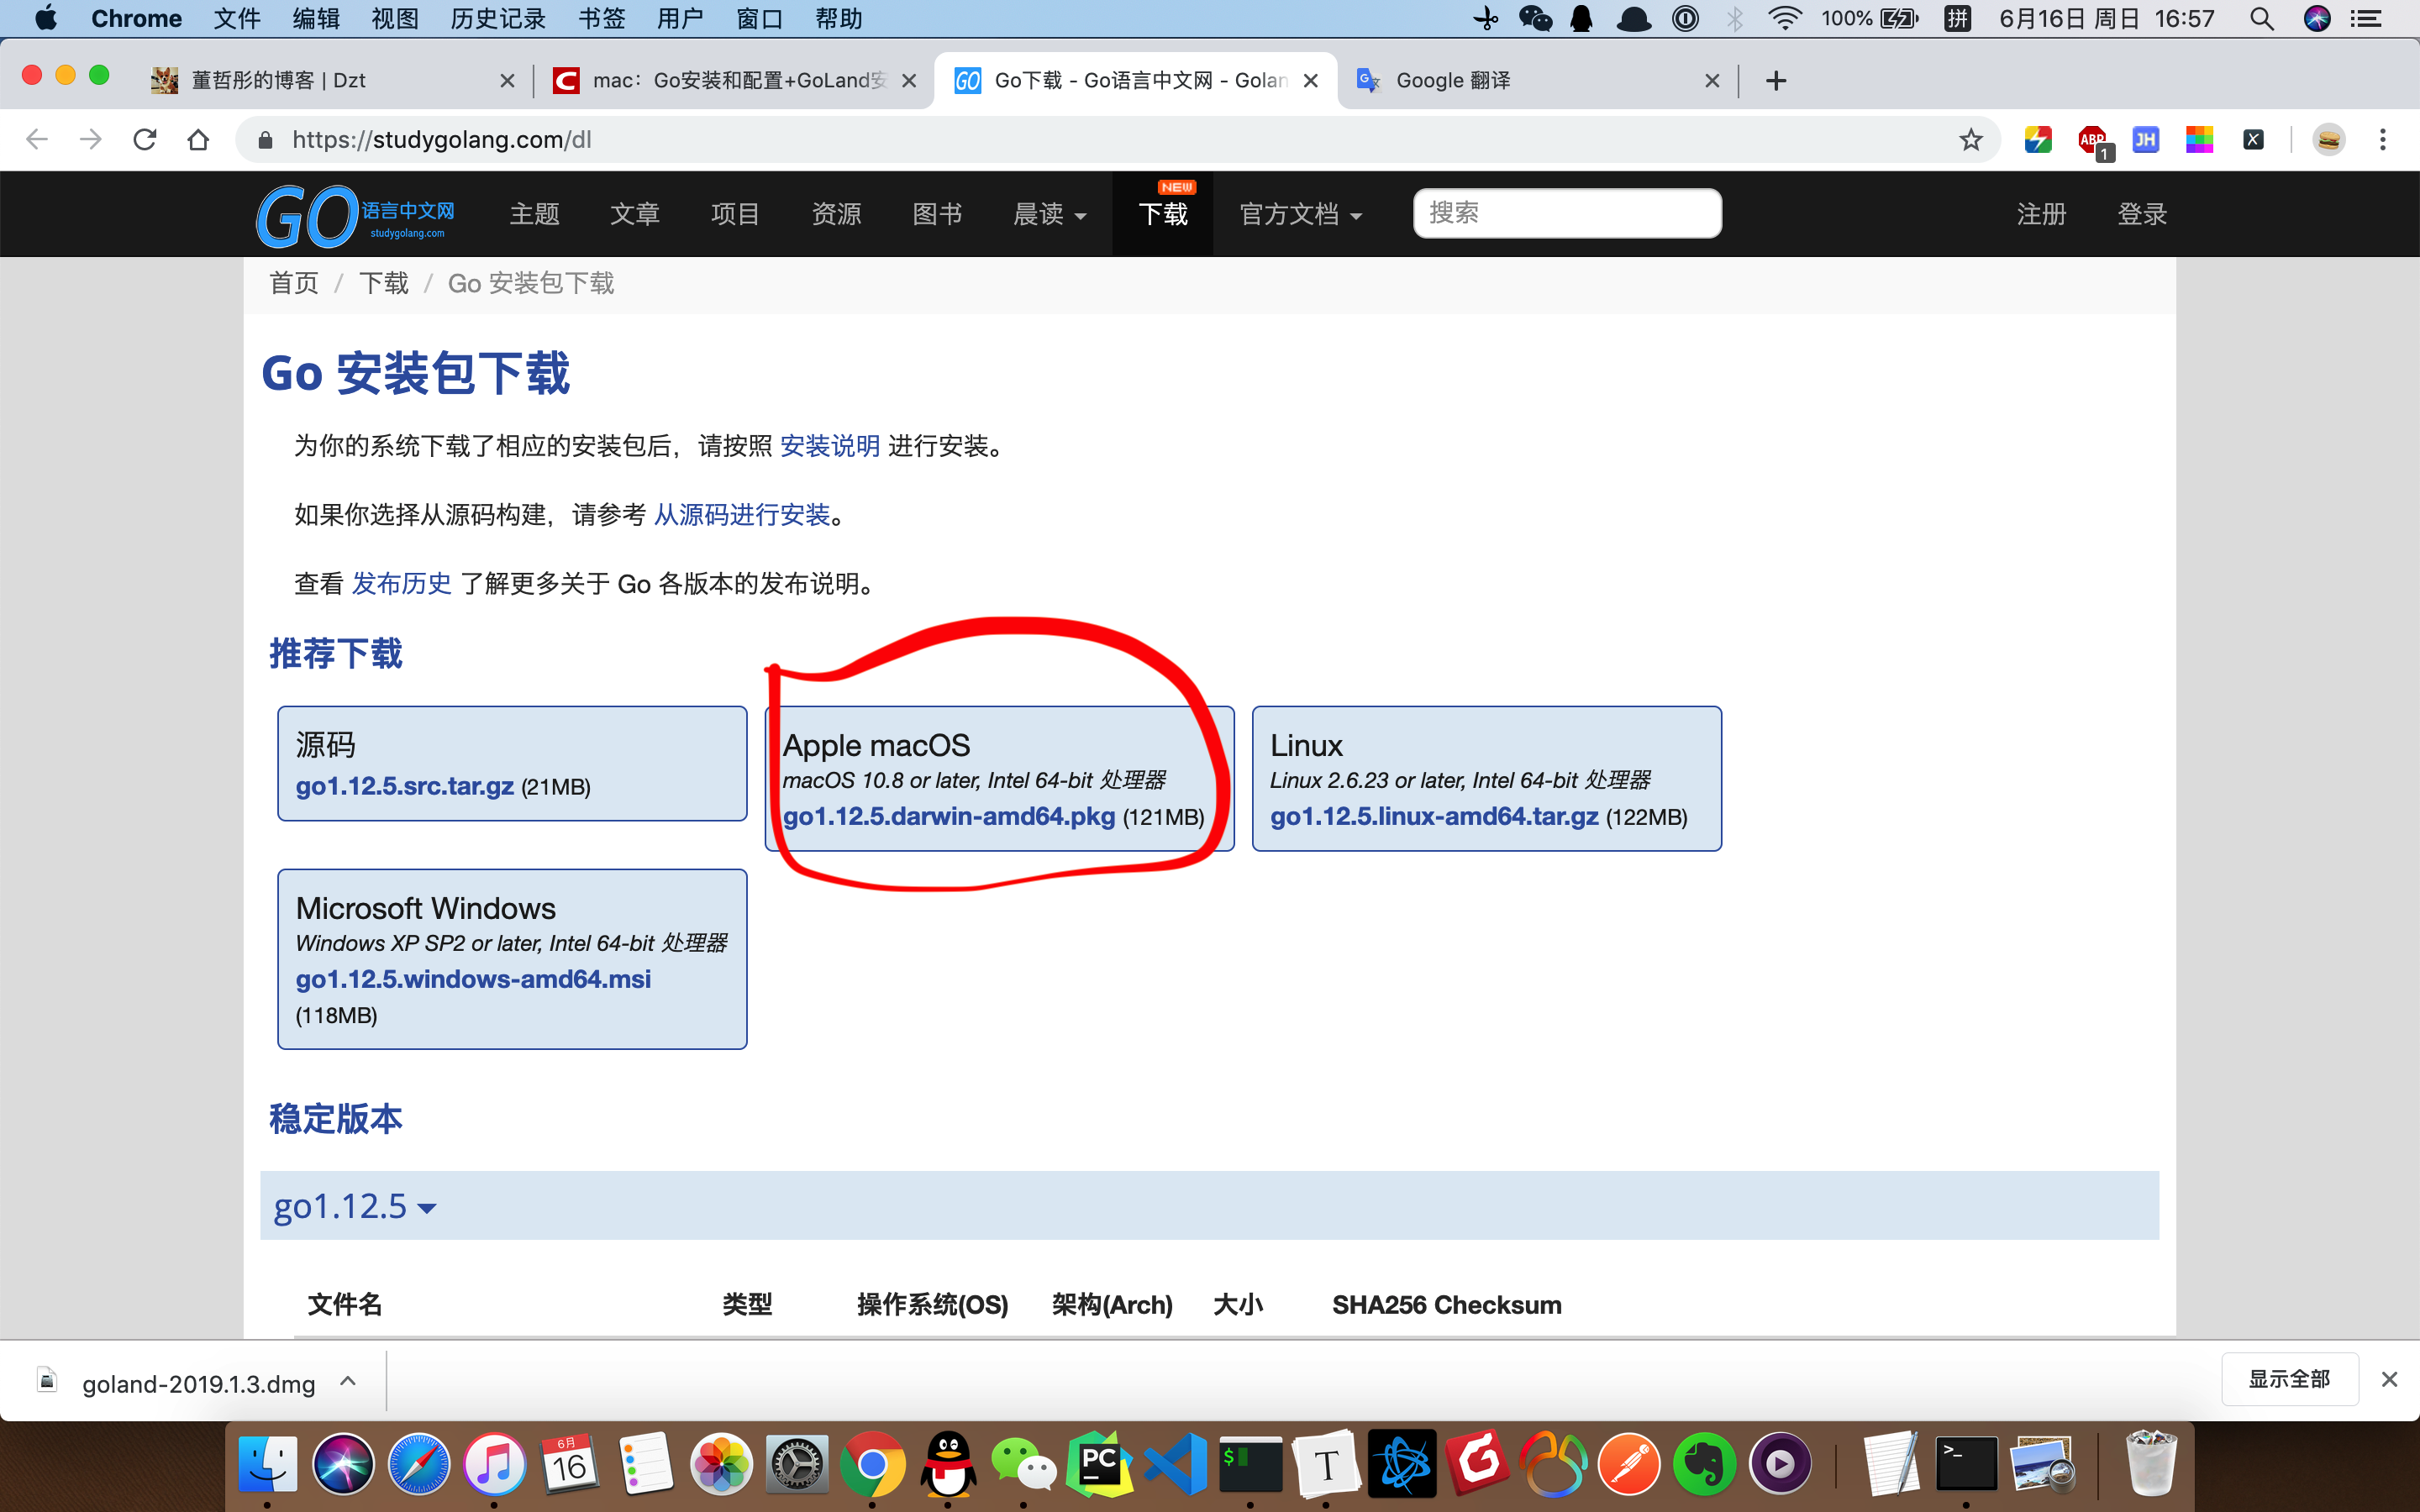 Chrome 文件 编辑 视图 历史记录 书签 用户 窗口 帮助 100% 拼 6月16日 周日 16:57
董哲彤的博客 | Dzt mac：Go安装和配置+GoLand安 Go下载 - Go语言中文网 - Golan Google 翻译
https://studygolang.com/dl ABP 1 JH X
GO语言中文网 studygolang.com 主题 文章 项目 资源 图书 晨读 下载 NEW 官方文档 搜索 注册 登录
首页 / 下载 / Go 安装包下载
Go 安装包下载
为你的系统下载了相应的安装包后，请按照 安装说明 进行安装。
如果你选择从源码构建，请参考 从源码进行安装。
查看 发布历史 了解更多关于 Go 各版本的发布说明。
推荐下载
源码
go1.12.5.src.tar.gz (21MB)
Apple macOS
macOS 10.8 or later, Intel 64-bit 处理器
go1.12.5.darwin-amd64.pkg (121MB)
Linux
Linux 2.6.23 or later, Intel 64-bit 处理器
go1.12.5.linux-amd64.tar.gz (122MB)
Microsoft Windows
Windows XP SP2 or later, Intel 64-bit 处理器
go1.12.5.windows-amd64.msi
(118MB)
稳定版本
go1.12.5
文件名 类型 操作系统(OS) 架构(Arch) 大小 SHA256 Checksum
goland-2019.1.3.dmg 显示全部
6月 16 PC $ T G >_